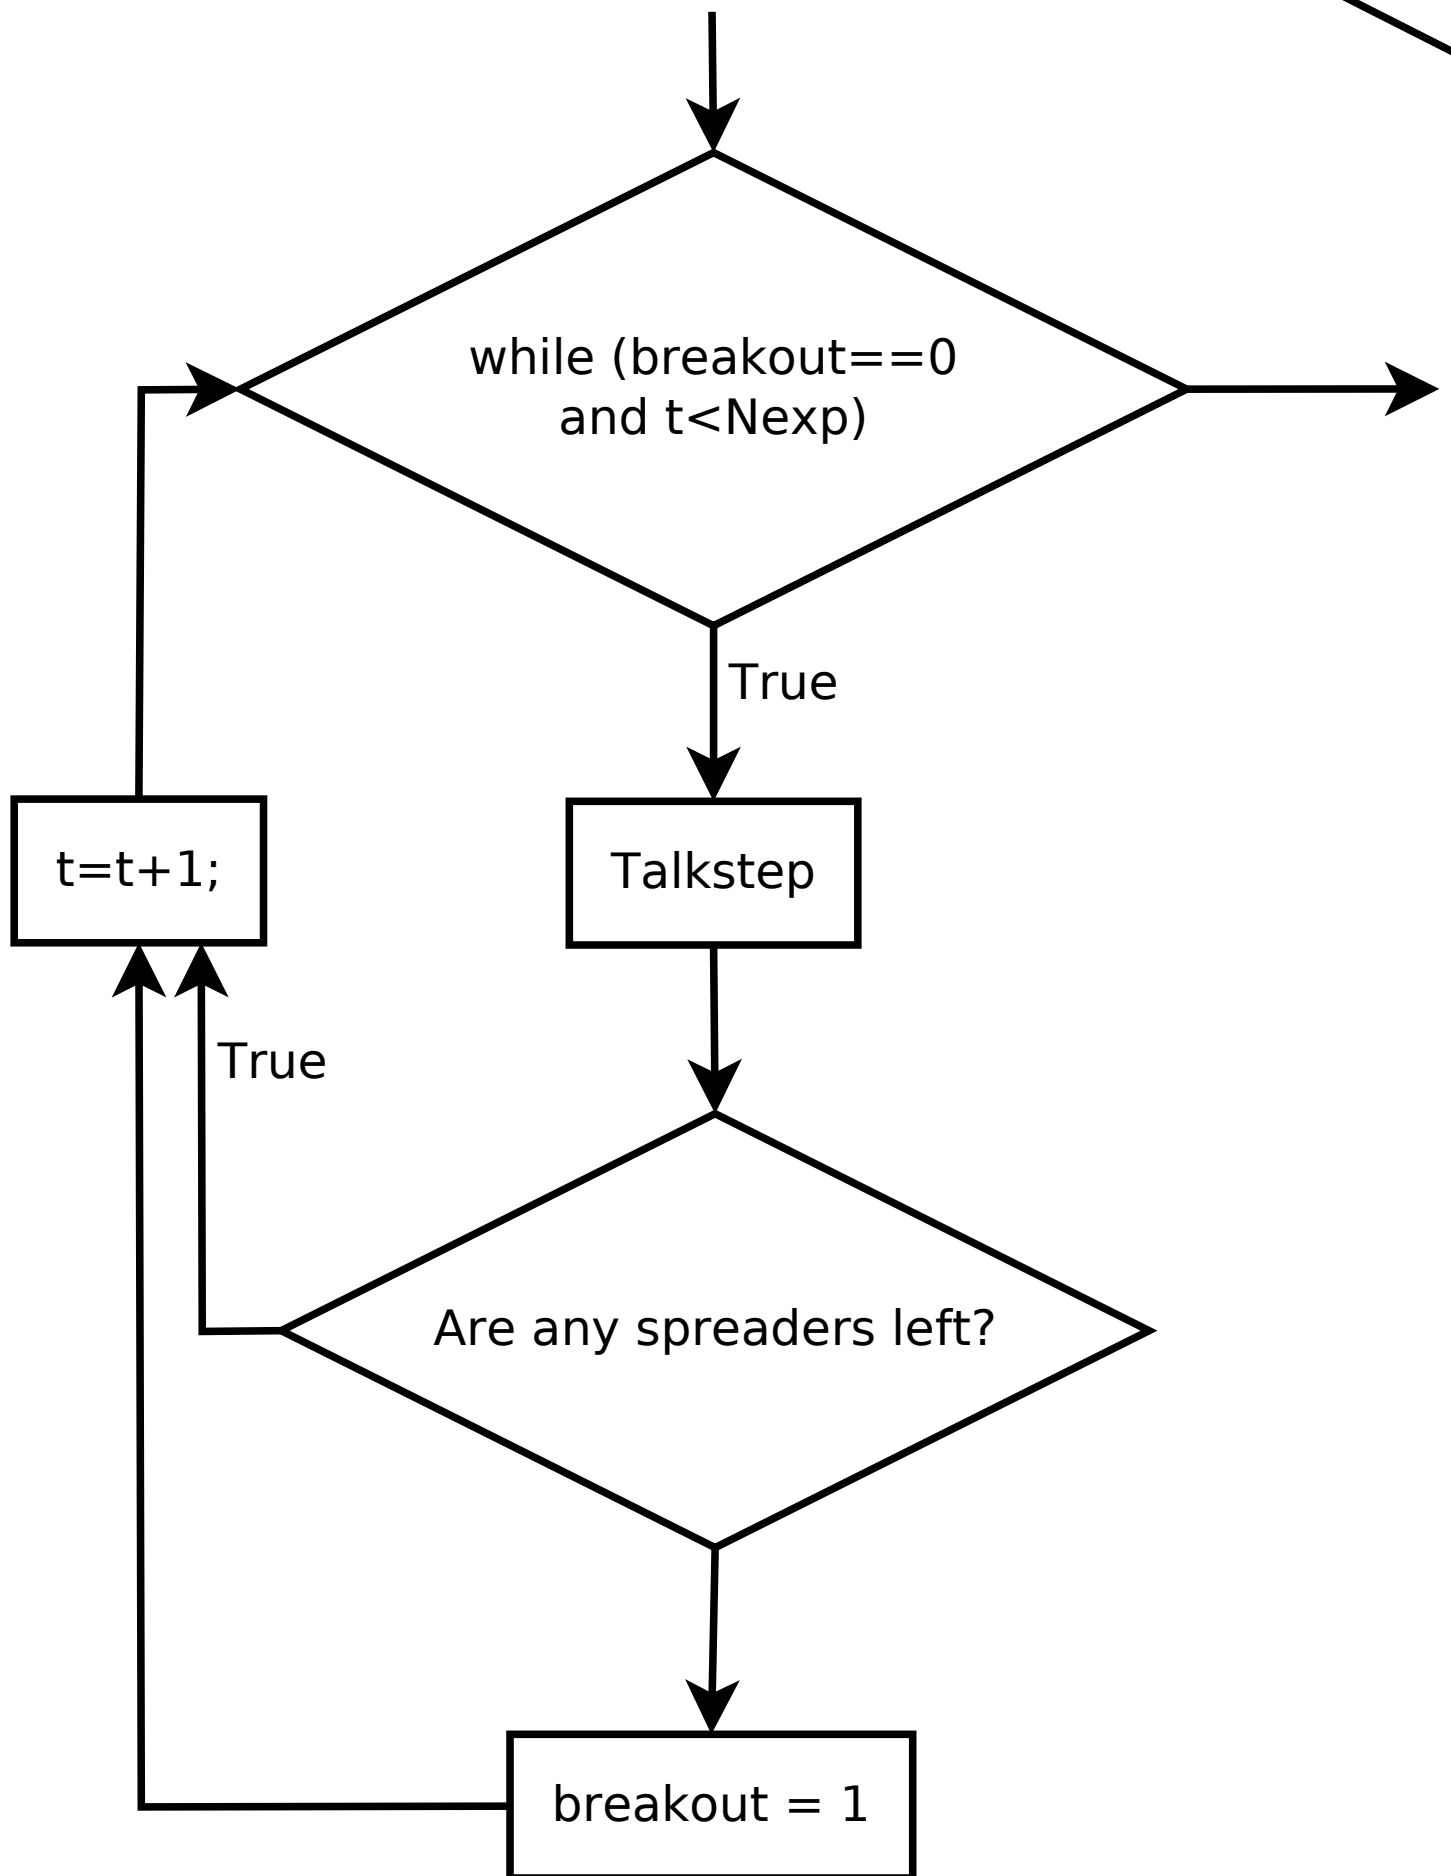 while (breakout==0
and t<Nexp)
True
t=t+1;
Talkstep
True
Are any spreaders left?
breakout = 1